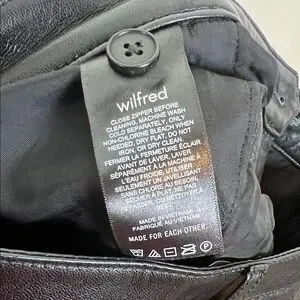 wilfred
CLOSE ZIPPER BEFORE
CLEANING, MACHINE WASH
COLD SEPARATELY, ONLY
NON-CHLORINE BLEACH WHEN
NEEDED, DRY FLAT, DO NOT
IRON, OR DRY CLEAN
FERMER LA FERMETURE ÉCLAIR
AVANT DE LAVER, LAVER
SÉPARÉMENT À LA MACHINE À
L'EAU FROIDE, UTILISER
SEULEMENT UN JAVELLISANT
SANS CHLORE AU BESOIN,
SÉCHER À PLAT, NE PAS
MADE IN VIETNAM
FABRIQUÉ AU VIETNAM
MADE FOR EACH OTHER.